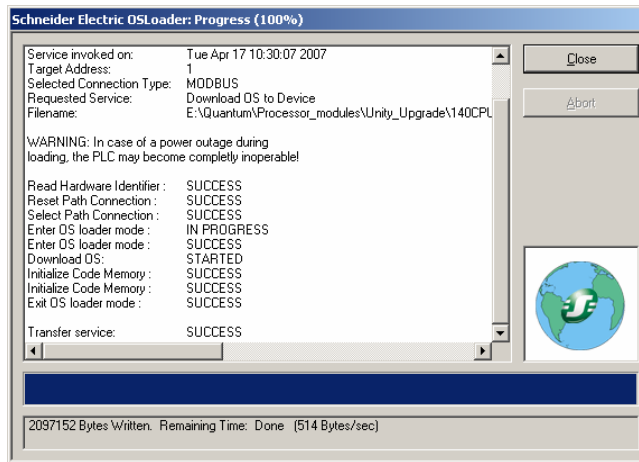 Schneider Electric OSLoader: Progress (100%)
Service invoked on: Tue Apr 17 10:30:07 2007
Target Address: 1
Selected Connection Type: MODBUS
Requested Service: Download OS to Device
Filename: E:\Quantum\Processor_modules\Unity_Upgrade\140CPU
WARNING: In case of a power outage during
loading, the PLC may become completly inoperable!
Read Hardware Identifier : SUCCESS
Reset Path Connection : SUCCESS
Select Path Connection : SUCCESS
Enter OS loader mode : IN PROGRESS
Enter OS loader mode : SUCCESS
Download OS: STARTED
Initialize Code Memory : SUCCESS
Initialize Code Memory : SUCCESS
Exit OS loader mode : SUCCESS
Transfer service: SUCCESS
Close
Abort
2097152 Bytes Written. Remaining Time: Done (514 Bytes/sec)